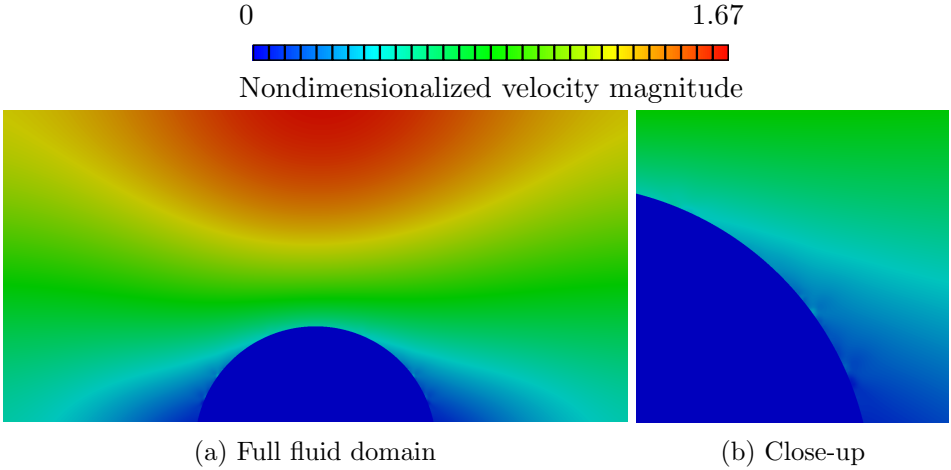 0 1.67
Nondimensionalized velocity magnitude
(a) Full fluid domain
(b) Close-up